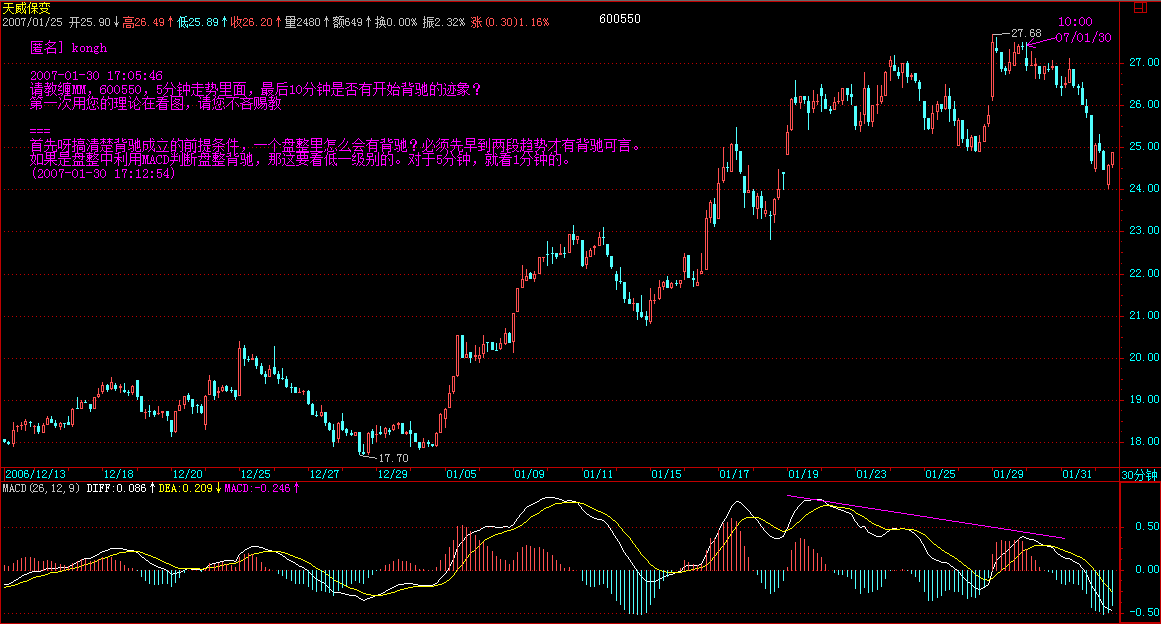 天威保变
2007/01/25 开25.90↓高26.49↑低25.89↑收26.20↑量2480↑额649↑换0.00% 振2.32% 涨(0.30)1.16%
600550
10:00
07/01/30
27.68
[匿名] kongh
2007-01-30 17:05:46
请教缠MM，600550，5分钟走势里面，最后10分钟是否有开始背驰的迹象？
第一次用您的理论在看图，请您不吝赐教
===
首先呀搞清楚背驰成立的前提条件，一个盘整里怎么会有背驰？必须先早到两段趋势才有背驰可言。
如果是盘整中利用MACD判断盘整背驰，那这要看低一级别的。对于5分钟，就看1分钟的。
(2007-01-30 17:12:54)
27.00
26.00
25.00
24.00
23.00
22.00
21.00
20.00
19.00
18.00
17.70
2006/12/13 12/18 12/20 12/25 12/27 12/29 01/05 01/09 01/11 01/15 01/17 01/19 01/23 01/25 01/29 01/31 30分钟
MACD(26,12,9) DIFF:0.086↑DEA:0.209↓MACD:-0.246↑
0.50
0.00
-0.50